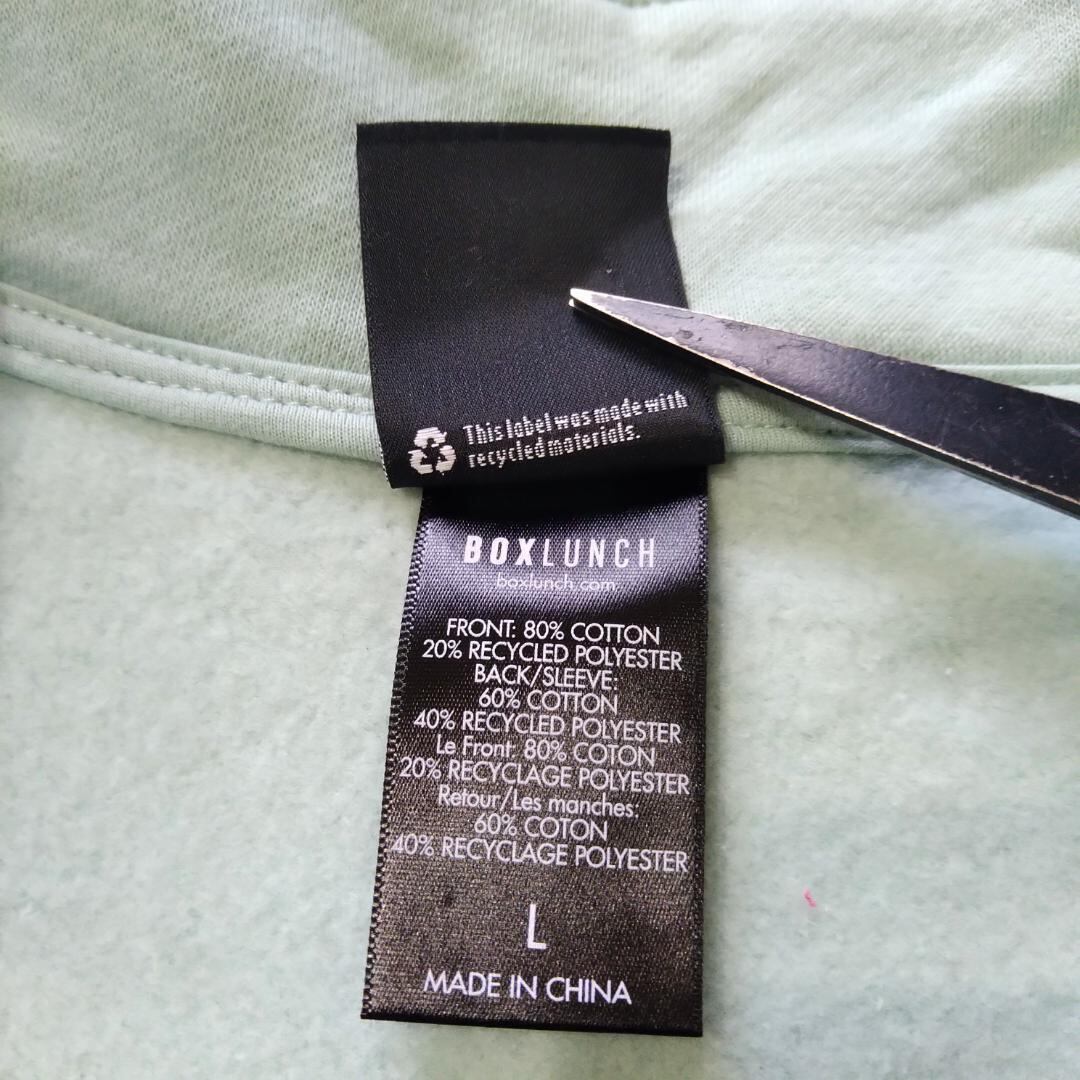 This label was made with
recycled materials.
BOXLUNCH
boxlunch.com
FRONT: 80% COTTON
20% RECYCLED POLYESTER
BACK/SLEEVE:
60% COTTON
40% RECYCLED POLYESTER
Le Front: 80% COTON
20% RECYCLAGE POLYESTER
Retour/Les manches:
60% COTON
40% RECYCLAGE POLYESTER
L
MADE IN CHINA